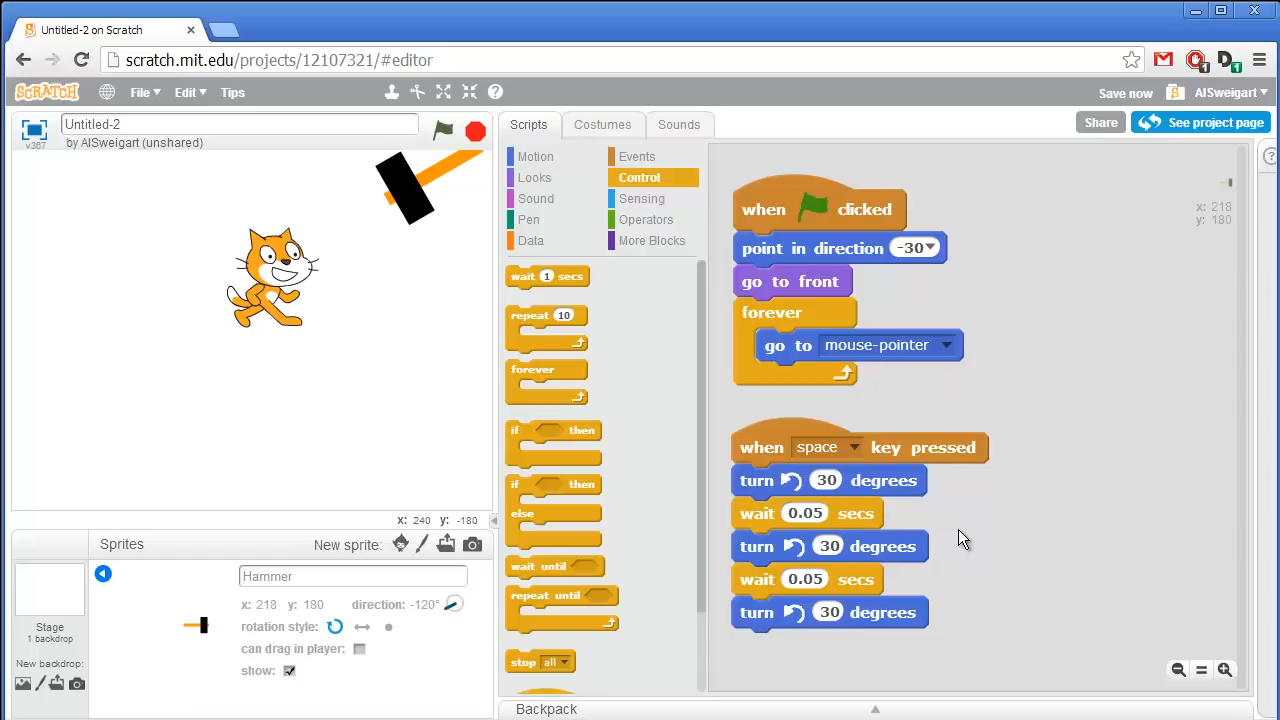 Untitled-2 on Scratch
scratch.mit.edu/projects/12107321/#editor
1
D 1
SCRATCH
File
Edit
Tips
?
Save now
AlSweigart
v387
Untitled-2
by AlSweigart (unshared)
Scripts
Costumes
Sounds
Share
See project page
?
Motion
Looks
Sound
Pen
Data
Events
Control
Sensing
Operators
More Blocks
wait 1 secs
repeat 10
forever
if then
if then
else
wait until
repeat until
stop all
when clicked
point in direction -30
go to front
forever
go to mouse-pointer
when space key pressed
turn 30 degrees
wait 0.05 secs
turn 30 degrees
wait 0.05 secs
turn 30 degrees
x: 218
y: 180
x: 240 y: -180
Sprites
New sprite:
Stage
1 backdrop
New backdrop:
Hammer
x: 218 y: 180 direction: -120°
rotation style:
can drag in player:
show:
Backpack